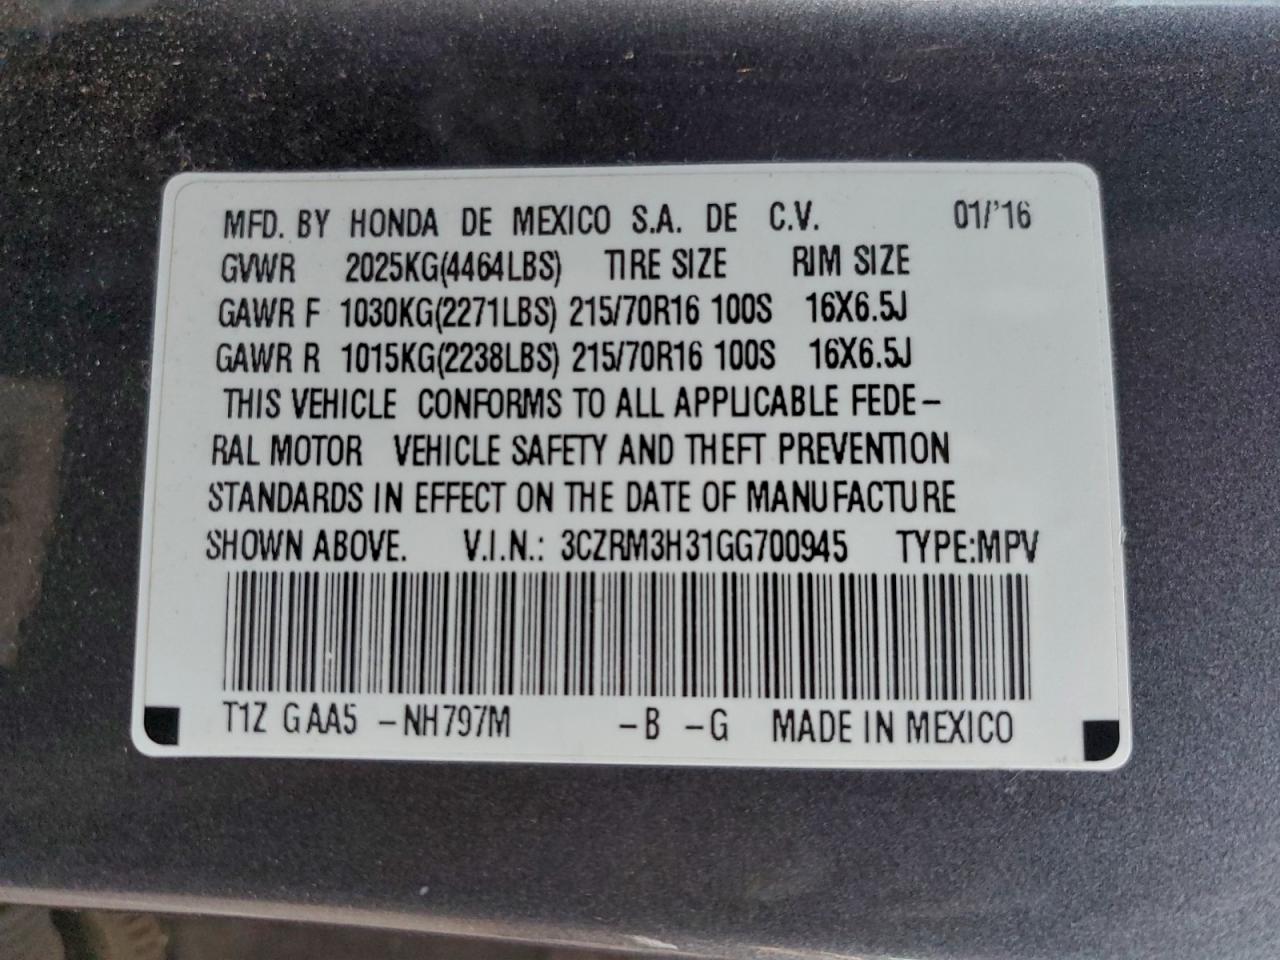 MFD. BY HONDA DE MEXICO S.A. DE C.V. 01/'16
GVWR 2025KG(4464LBS) TIRE SIZE RIM SIZE
GAWR F 1030KG(2271LBS) 215/70R16 100S 16X6.5J
GAWR R 1015KG(2238LBS) 215/70R16 100S 16X6.5J
THIS VEHICLE CONFORMS TO ALL APPLICABLE FEDE-
RAL MOTOR VEHICLE SAFETY AND THEFT PREVENTION
STANDARDS IN EFFECT ON THE DATE OF MANUFACTURE
SHOWN ABOVE. V.I.N.: 3CZRM3H31GG700945 TYPE:MPV
T1Z GAA5 -NH797M -B -G MADE IN MEXICO